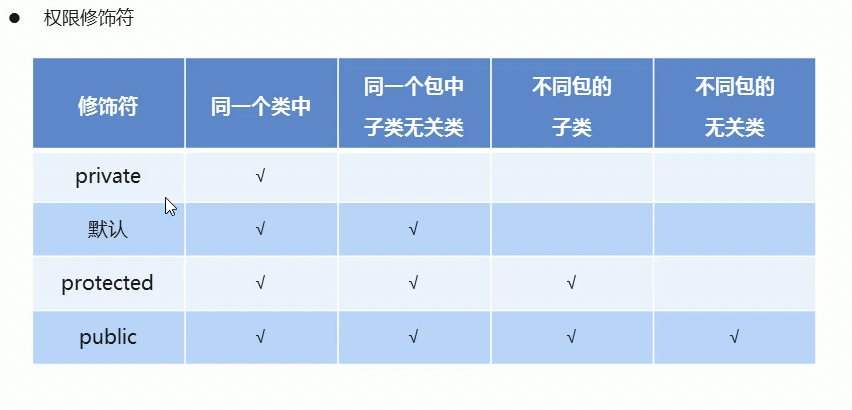 ● 权限修饰符
修饰符 同一个类中 同一个包中 不同包的 不同包的
子类无关类 子类 无关类
private √
默认 √ √
protected √ √ √
public √ √ √ √